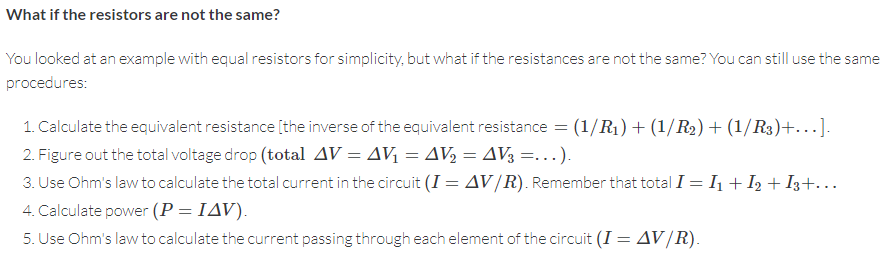 What if the resistors are not the same?
You looked at an example with equal resistors for simplicity, but what if the resistances are not the same? You can still use the same
procedures:
1. Calculate the equivalent resistance [the inverse of the equivalent resistance = (1/R₁) + (1/R₂) + (1/R₃)+...].
2. Figure out the total voltage drop (total ΔV = ΔV₁ = ΔV₂ = ΔV₃ =...).
3. Use Ohm's law to calculate the total current in the circuit (I = ΔV/R). Remember that total I = I₁ + I₂ + I₃+...
4. Calculate power (P = IΔV).
5. Use Ohm's law to calculate the current passing through each element of the circuit (I = ΔV/R).